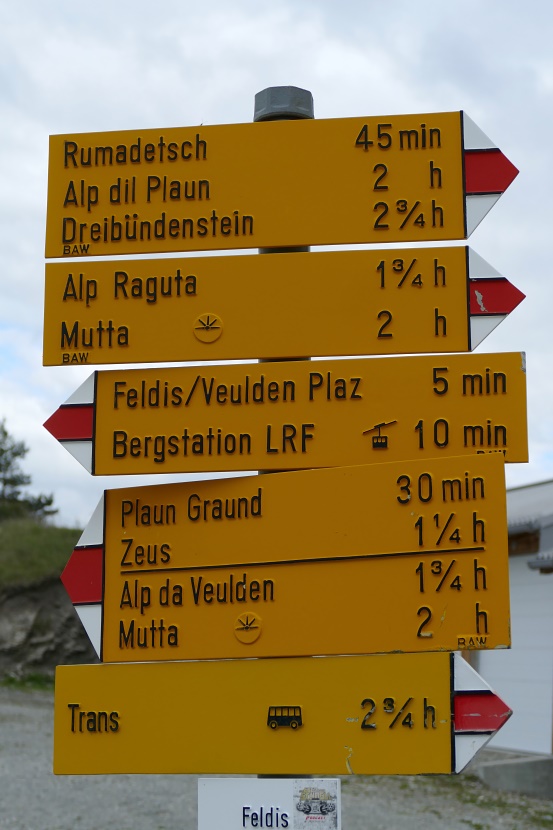 Rumadetsch 45 min
Alp dil Plaun 2 h
Dreibündenstein 2 ¾ h
BAW
Alp Raguta 1 ¾ h
Mutta 2 h
BAW
Feldis/Veulden Plaz 5 min
Bergstation LRF 10 min
BAW
Plaun Graund 30 min
Zeus 1 ¼ h
Alp da Veulden 1 ¾ h
Mutta 2 h
BAW
Trans 2 ¾ h
Feldis